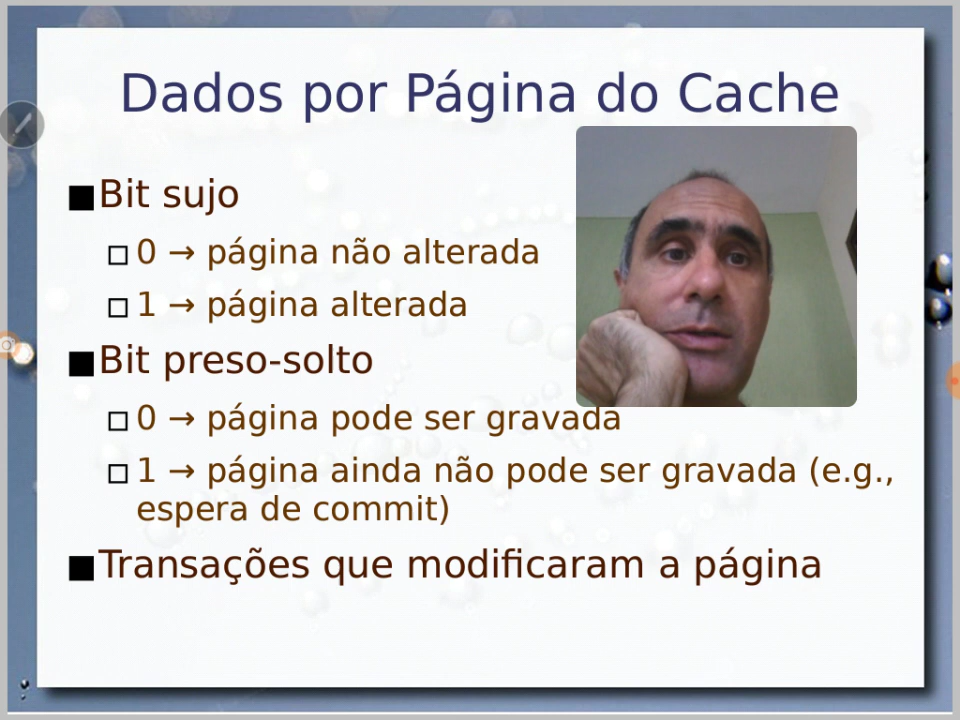 Dados por Página do Cache
Bit sujo
0 → página não alterada
1 → página alterada
Bit preso-solto
0 → página pode ser gravada
1 → página ainda não pode ser gravada (e.g.,
espera de commit)
Transações que modificaram a página